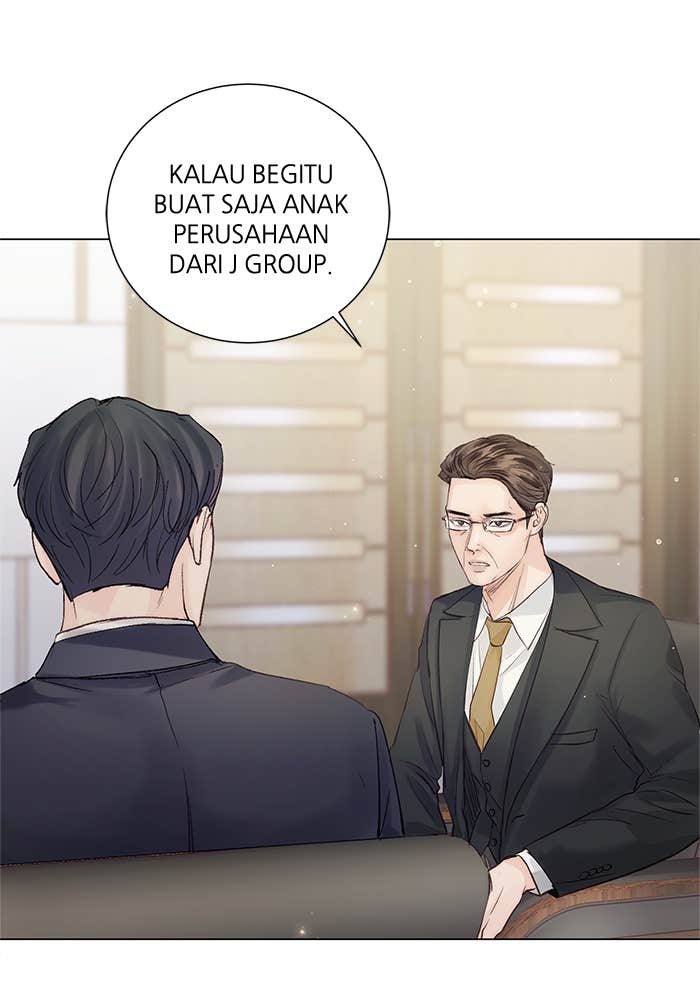 KALAU BEGITU
BUAT SAJA ANAK
PERUSAHAAN
DARI J GROUP.